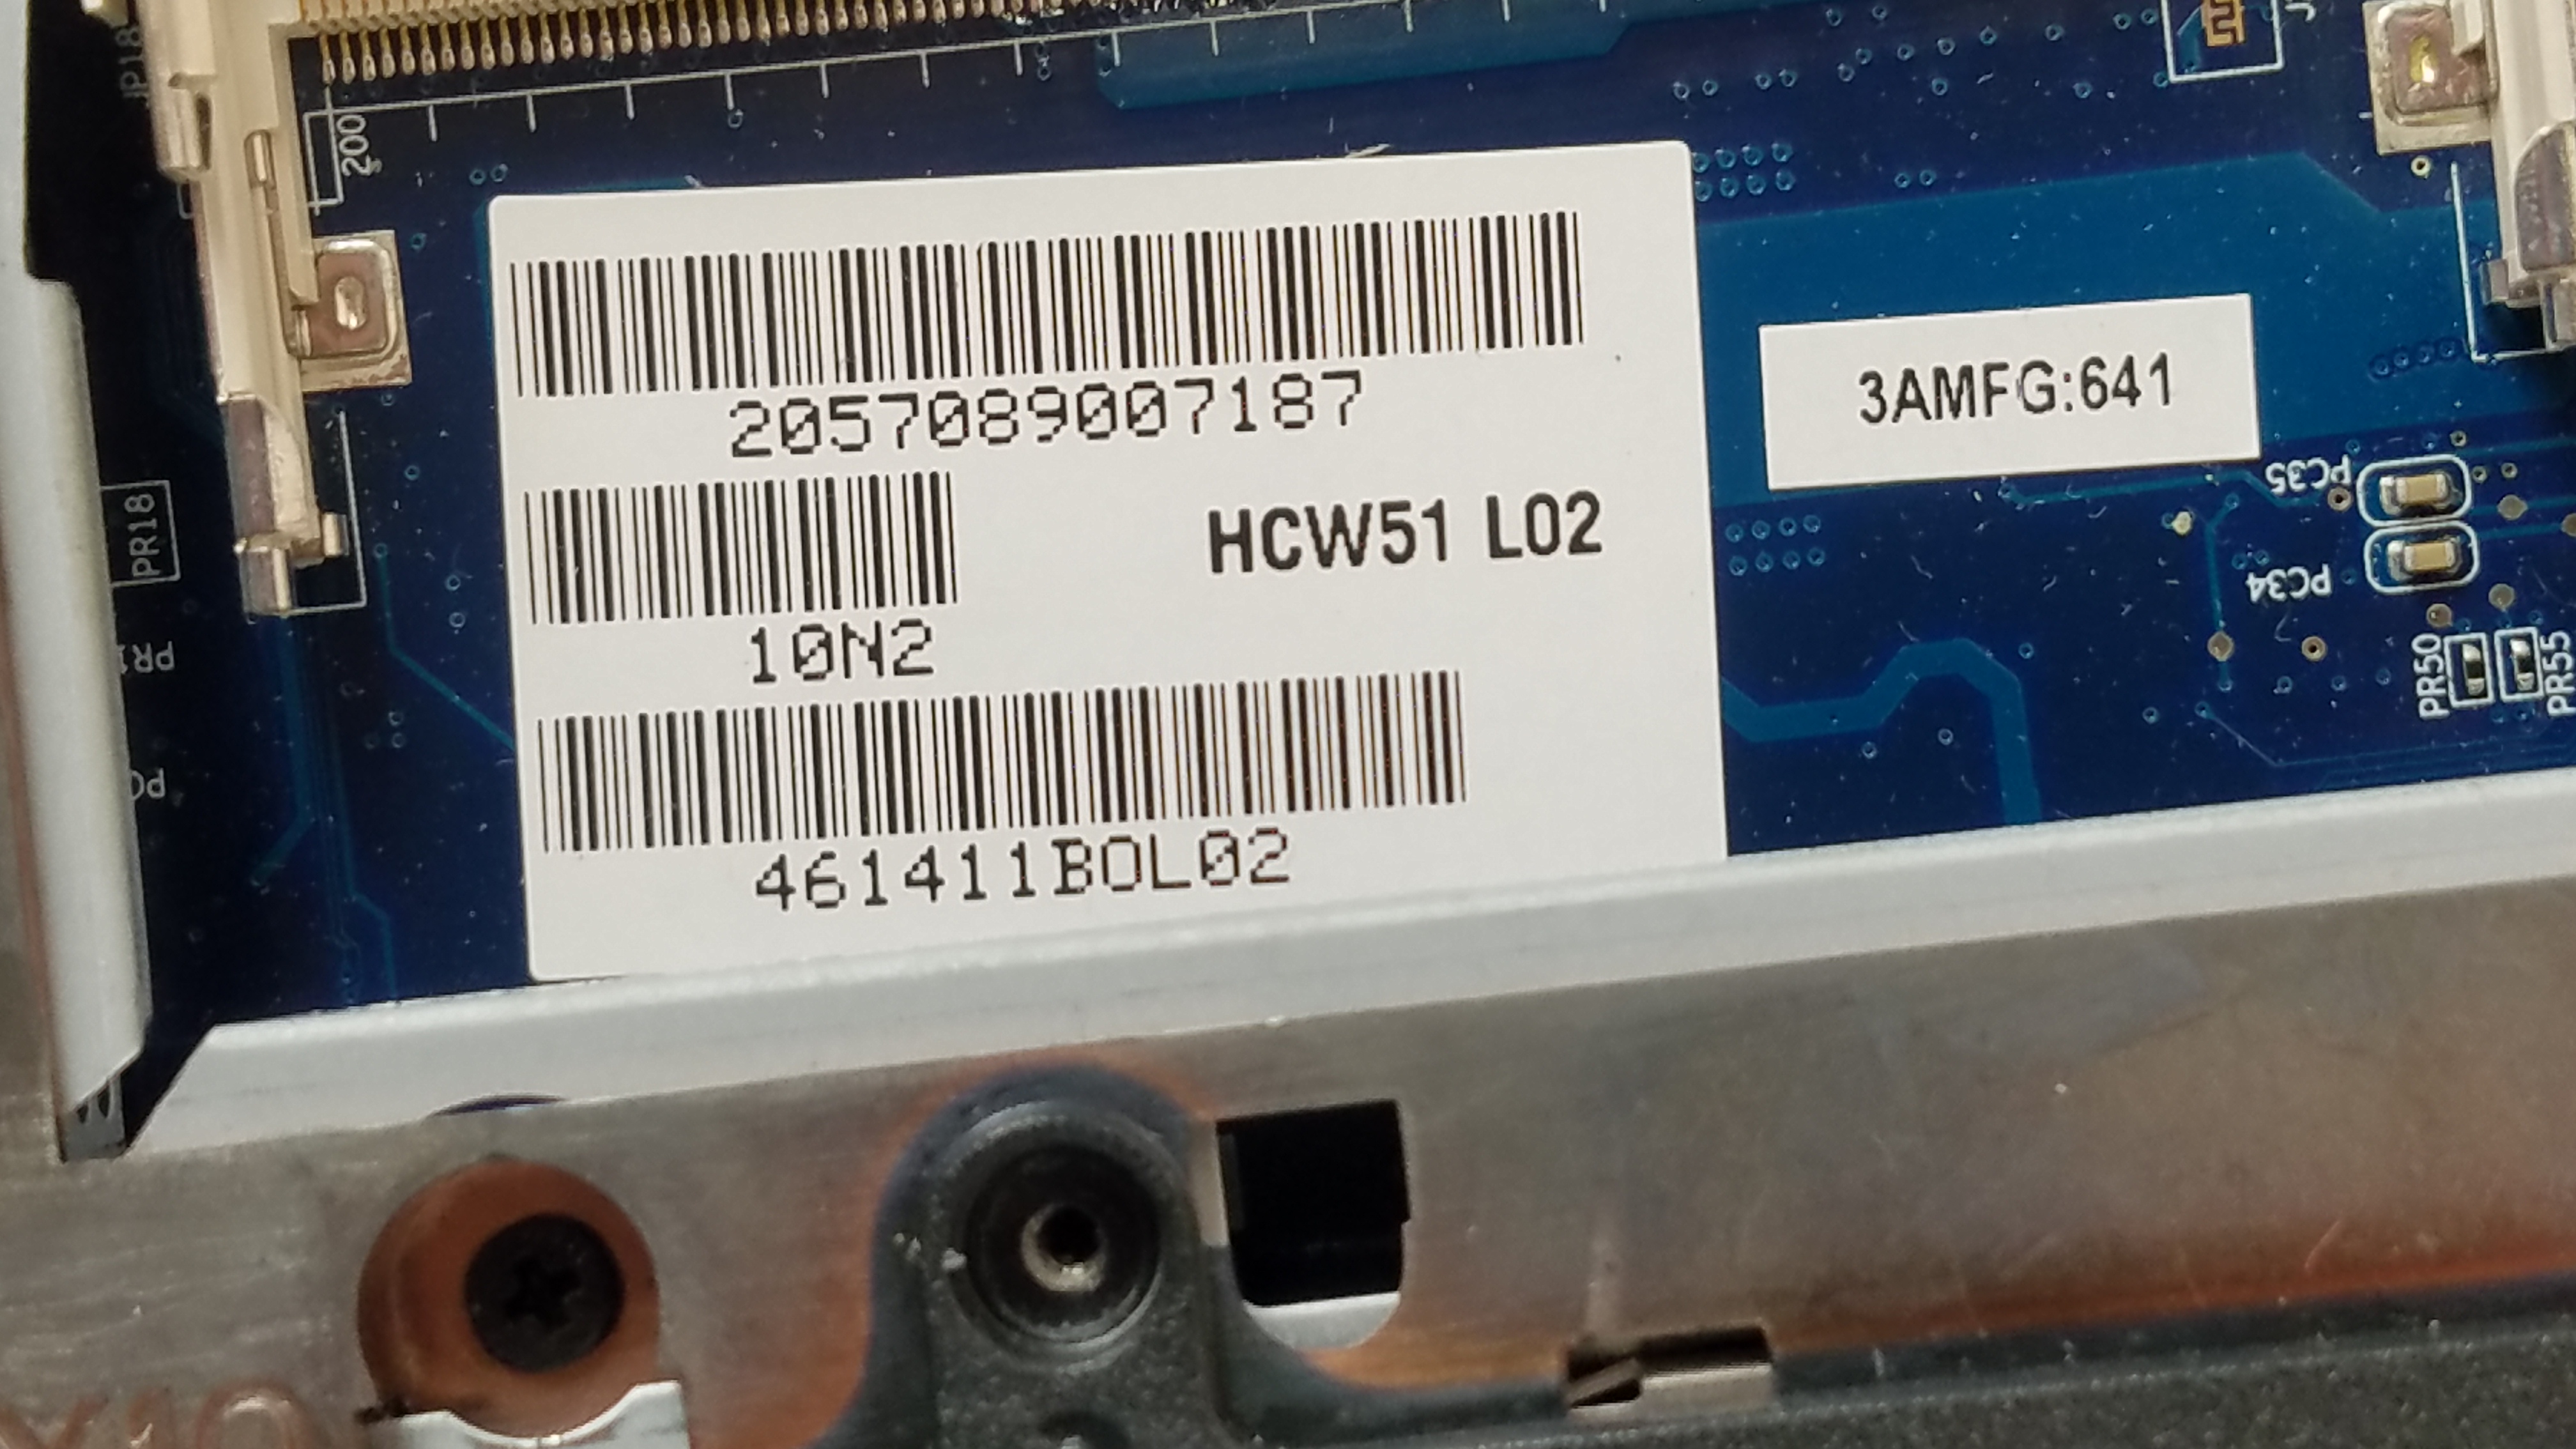 JP18
200
2057089007187
3AMFG:641
PC35
HCW51 L02
PR18
PC34
10N2
PR50
PR55
461411BOL02